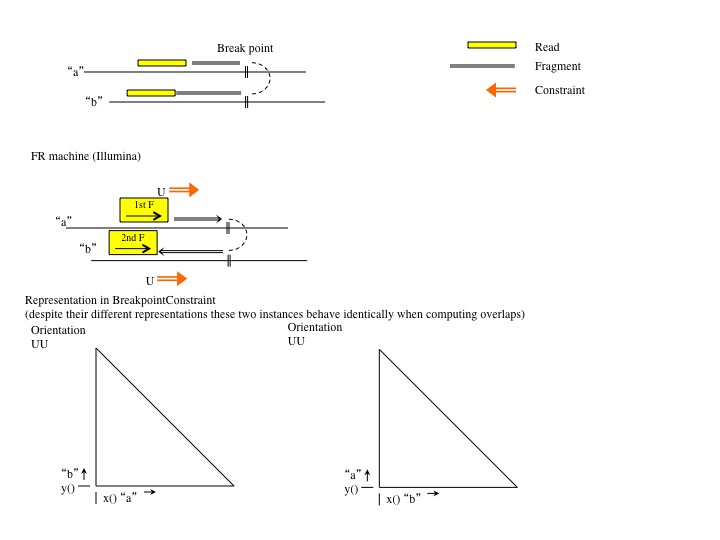 Break point
Read
“a”
Fragment
“b”
Constraint
FR machine (Illumina)
U
1st F
“a”
2nd F
“b”
U
Representation in BreakpointConstraint
(despite their different representations these two instances behave identically when computing overlaps)
Orientation
UU
Orientation
UU
“b”
y()
x() “a”
“a”
y()
x() “b”